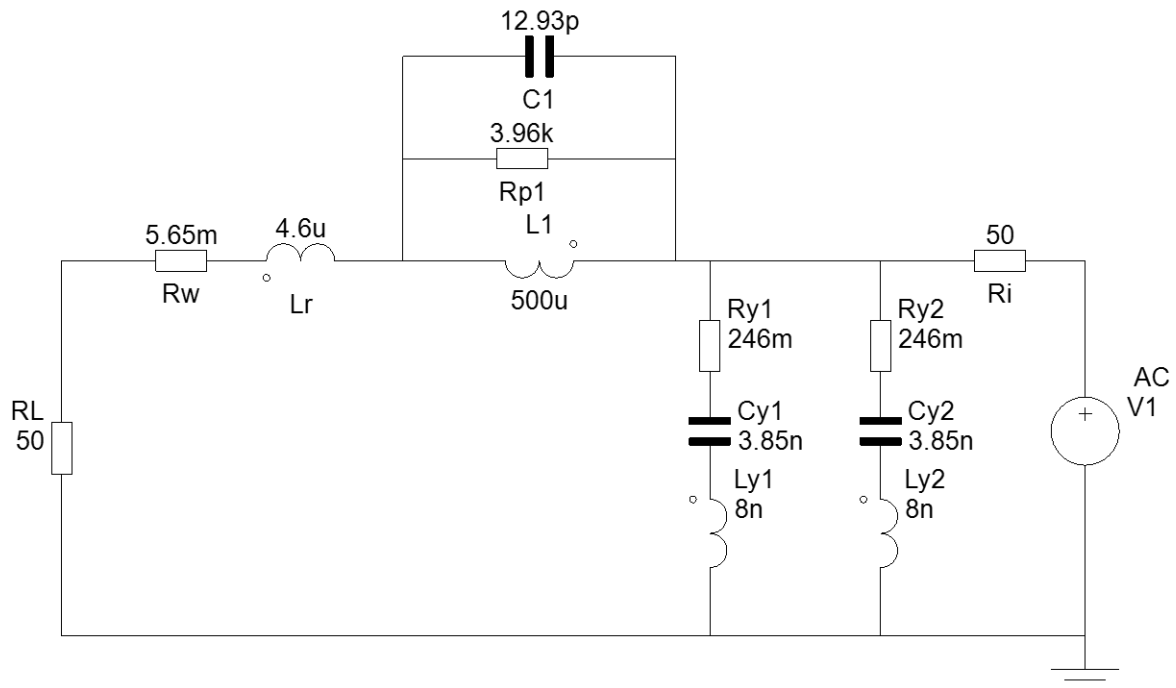 12.93p
C1
3.96k
Rp1
L1
500u
5.65m
Rw
4.6u
Lr
50
Ri
RL
50
Ry1
246m
Cy1
3.85n
Ly1
8n
Ry2
246m
Cy2
3.85n
Ly2
8n
AC
V1
+